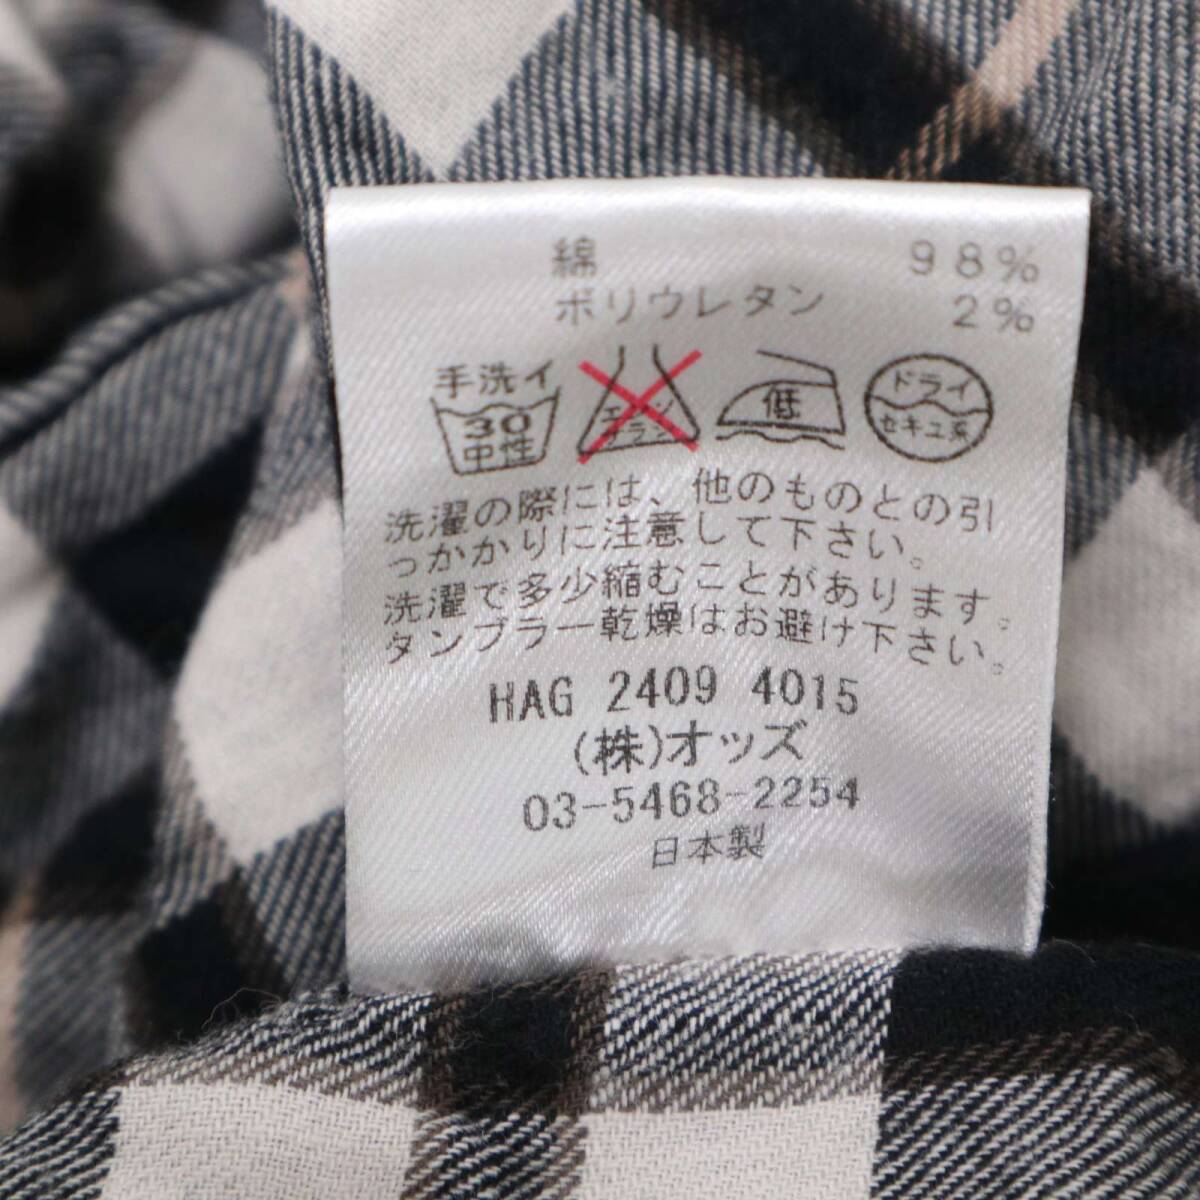 綿 98%
ポリウレタン 2%
手洗イ
30
中性
エンソ
サラシ
低
ドライ
セキユ系
洗濯の際には、他のものとの引
っかかりに注意して下さい。
洗濯で多少縮むことがあります。
タンブラー乾燥はお避け下さい。
HAG 2409 4015
(株)オッズ
03-5468-2254
日本製